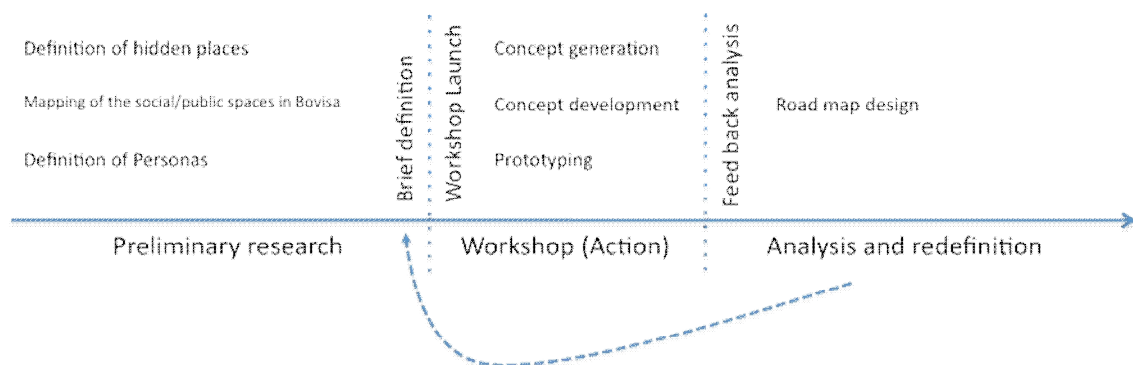 Definition of hidden places
Mapping of the social/public spaces in Bovisa
Definition of Personas
Brief definition
Workshop Launch
Concept generation
Concept development
Prototyping
Feed back analysis
Road map design
Preliminary research
Workshop (Action)
Analysis and redefinition